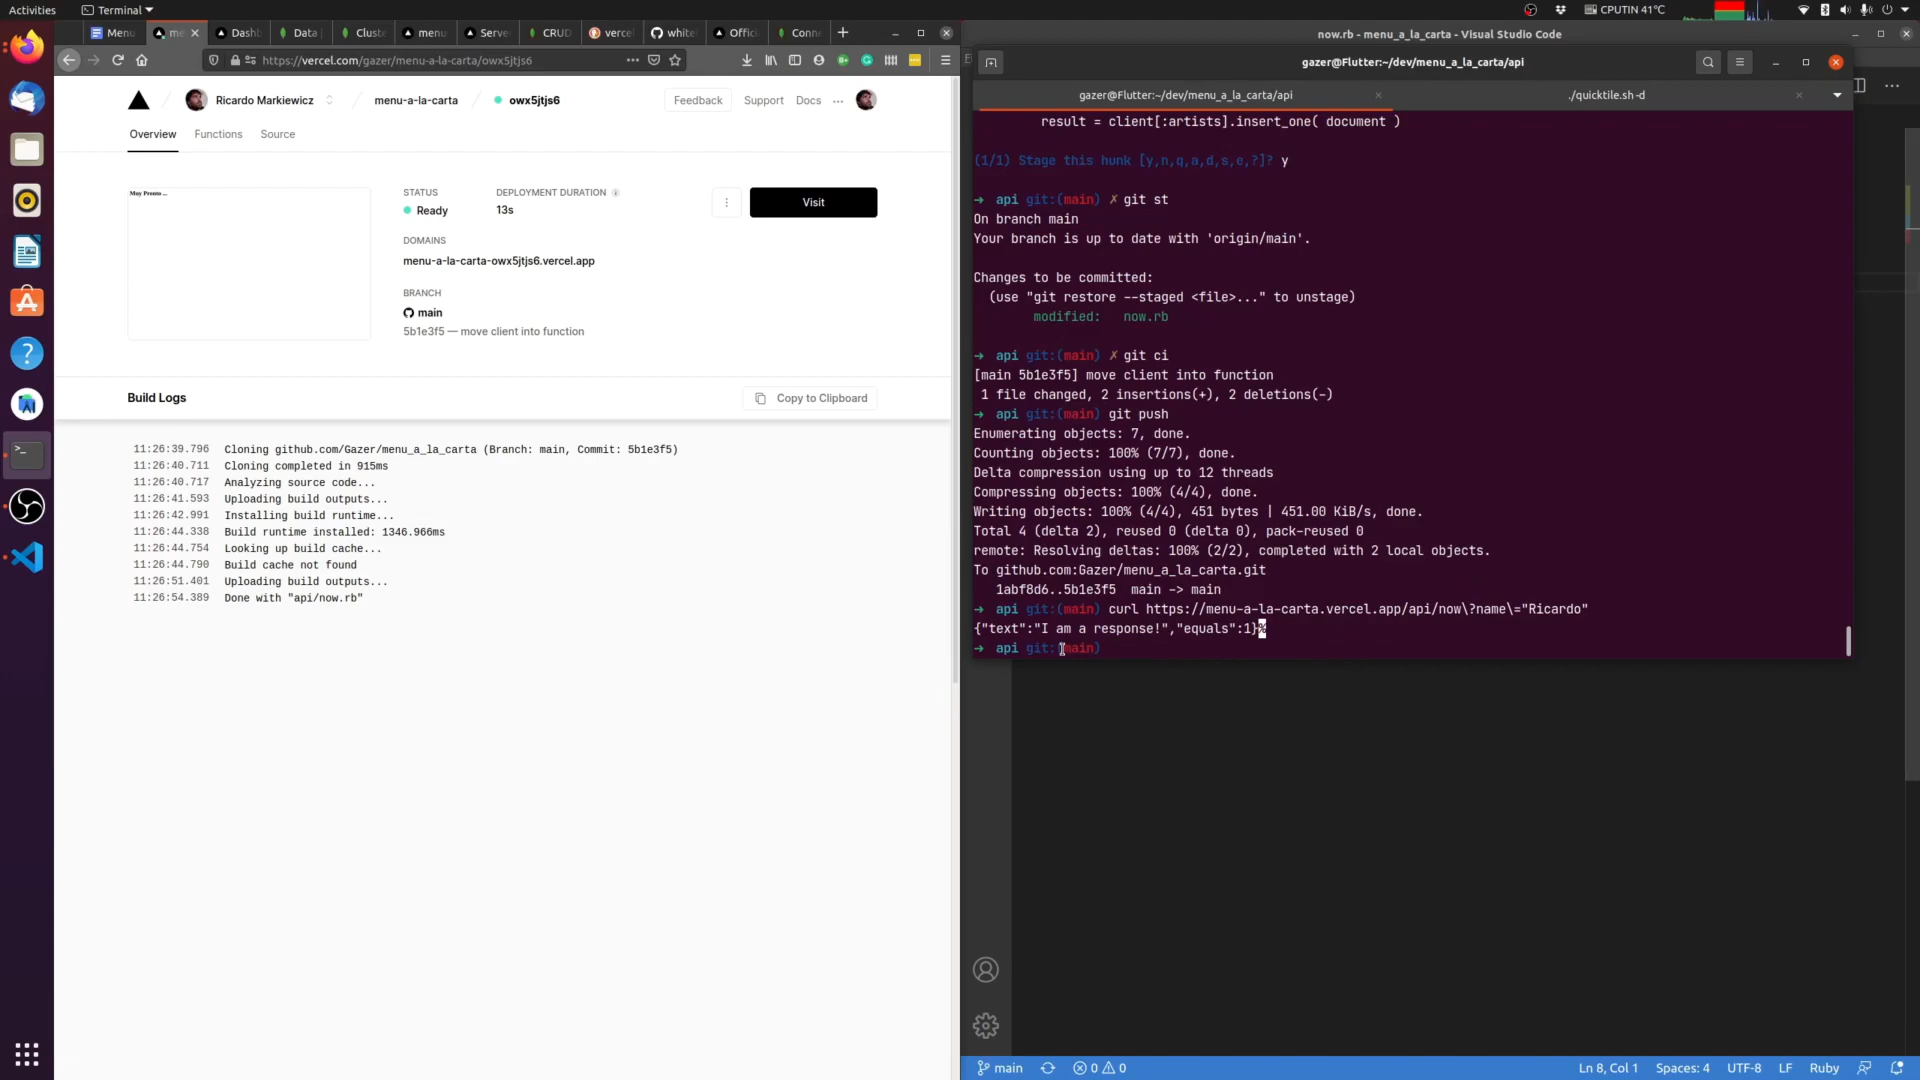 Activities
Terminal
CPUTIN 41°C
Menu
me
Dashb
Data
Clust
menu
Serve
CRUD
verce
white
Offici
Conne
https://vercel.com/gazer/menu-a-la-carta/owx5jtjs6
Ricardo Markiewicz
menu-a-la-carta
owx5jtjs6
Feedback
Support
Docs
Overview
Functions
Source
Muy Pronto ...
STATUS
Ready
DEPLOYMENT DURATION
13s
Visit
DOMAINS
menu-a-la-carta-owx5jtjs6.vercel.app
BRANCH
main
5b1e3f5 — move client into function
Build Logs
Copy to Clipboard
11:26:39.796 Cloning github.com/Gazer/menu_a_la_carta (Branch: main, Commit: 5b1e3f5)
11:26:40.711 Cloning completed in 915ms
11:26:40.717 Analyzing source code...
11:26:41.593 Uploading build outputs...
11:26:42.991 Installing build runtime...
11:26:44.338 Build runtime installed: 1346.966ms
11:26:44.754 Looking up build cache...
11:26:44.790 Build cache not found
11:26:51.401 Uploading build outputs...
11:26:54.389 Done with "api/now.rb"
now.rb - menu_a_la_carta - Visual Studio Code
gazer@Flutter:~/dev/menu_a_la_carta/api
gazer@Flutter:~/dev/menu_a_la_carta/api
./quicktile.sh -d
result = client[:artists].insert_one( document )
(1/1) Stage this hunk [y,n,q,a,d,s,e,?]? y
→ api git:(main) ✗ git st
On branch main
Your branch is up to date with 'origin/main'.
Changes to be committed:
(use "git restore --staged <file>..." to unstage)
modified: now.rb
→ api git:(main) ✗ git ci
[main 5b1e3f5] move client into function
1 file changed, 2 insertions(+), 2 deletions(-)
→ api git:(main) git push
Enumerating objects: 7, done.
Counting objects: 100% (7/7), done.
Delta compression using up to 12 threads
Compressing objects: 100% (4/4), done.
Writing objects: 100% (4/4), 451 bytes | 451.00 KiB/s, done.
Total 4 (delta 2), reused 0 (delta 0), pack-reused 0
remote: Resolving deltas: 100% (2/2), completed with 2 local objects.
To github.com:Gazer/menu_a_la_carta.git
1abf8d6..5b1e3f5 main -> main
→ api git:(main) curl https://menu-a-la-carta.vercel.app/api/now\?name\="Ricardo"
{"text":"I am a response!","equals":1}%
→ api git:(main)
main
0
0
Ln 8, Col 1
Spaces: 4
UTF-8
LF
Ruby